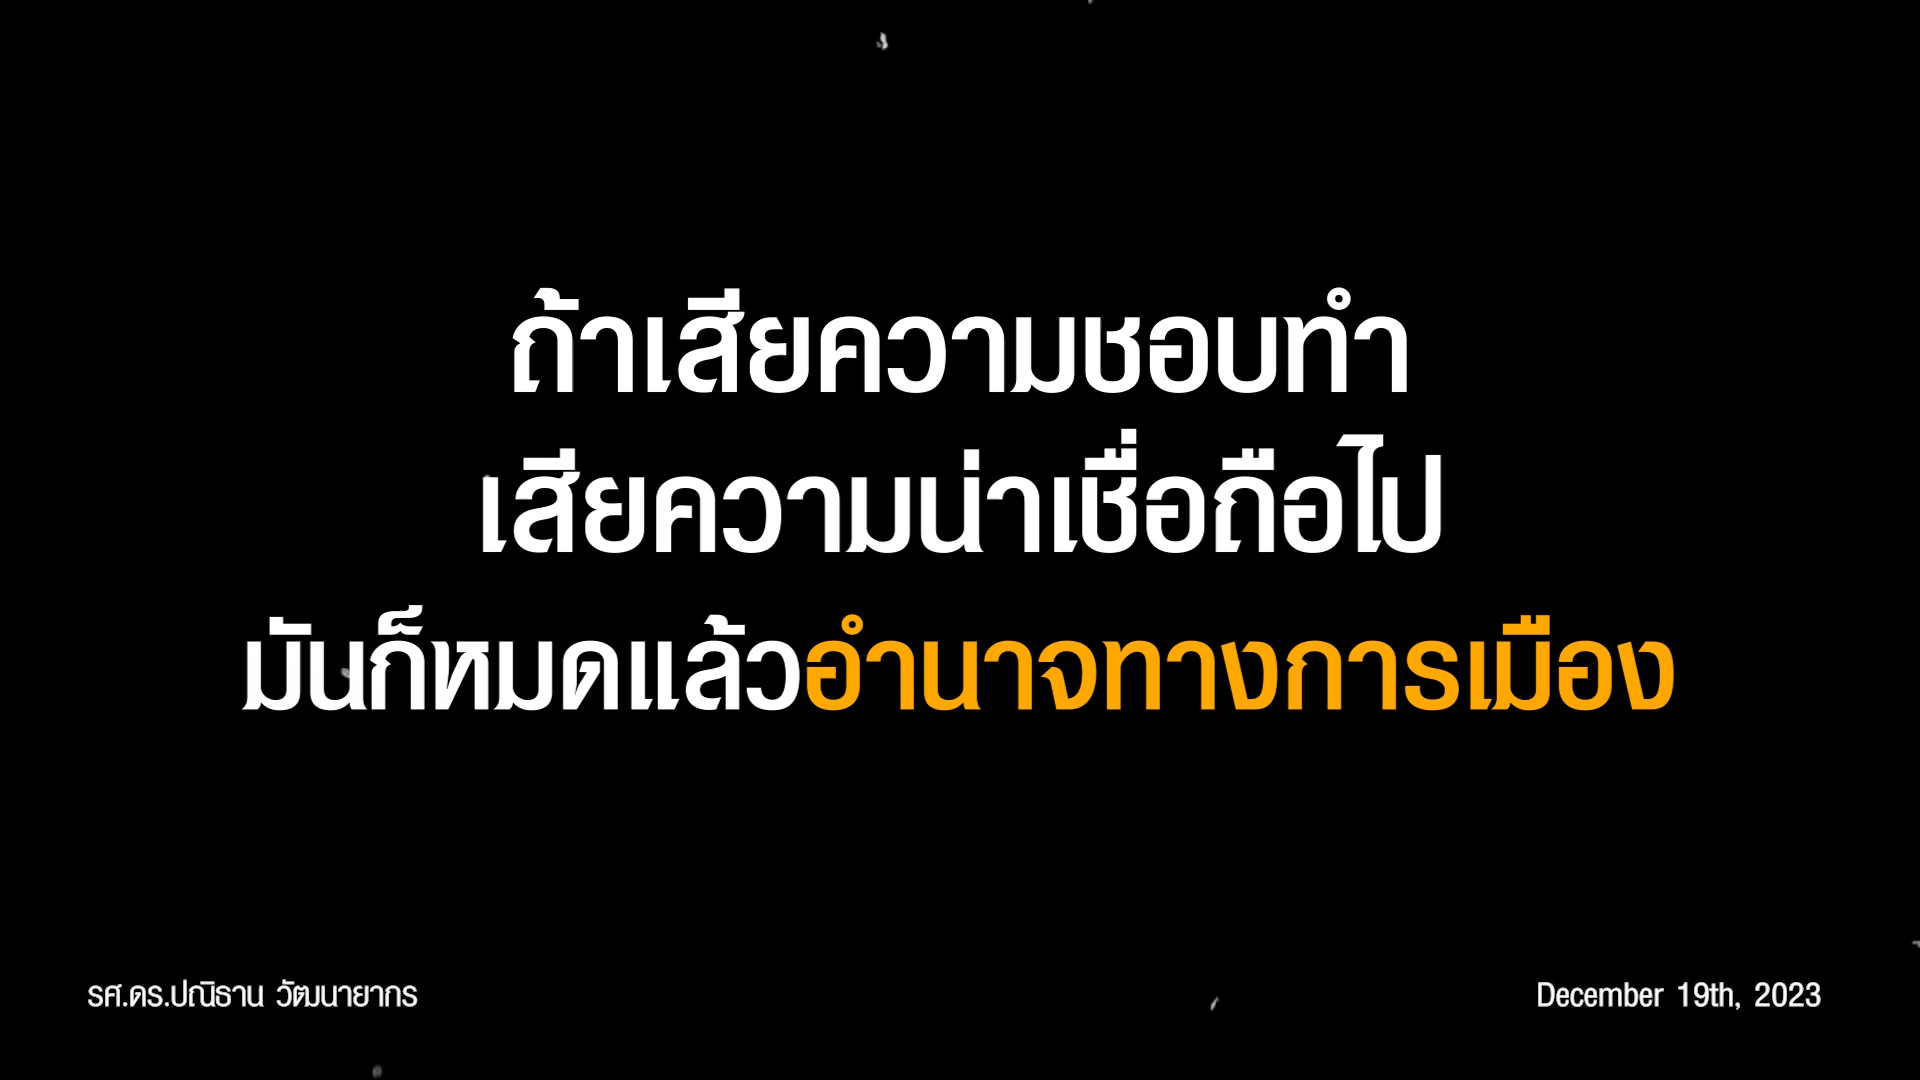 ถ้าเสียความชอบทำ
เสียความน่าเชื่อถือไป
มันก็หมดแล้วอำนาจทางการเมือง
รศ.ดร.ปณิธาน วัฒนายากร
December 19th, 2023